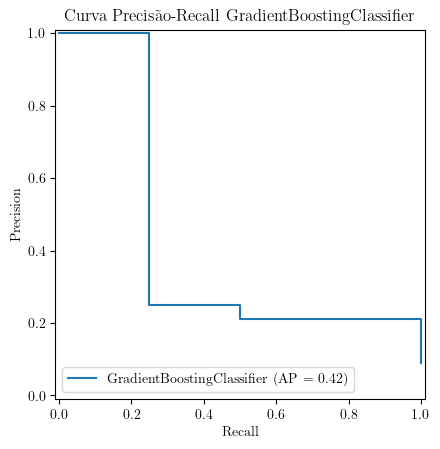 Curva Precisão-Recall GradientBoostingClassifier
1.0
0.8
0.6
0.4
0.2
0.0
Precision
GradientBoostingClassifier (AP = 0.42)
0.0 0.2 0.4 0.6 0.8 1.0
Recall